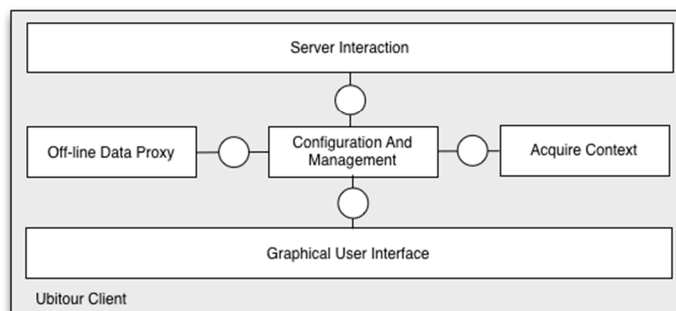 Server Interaction
Off-line Data Proxy
Configuration And
Management
Acquire Context
Graphical User Interface
Ubitour Client